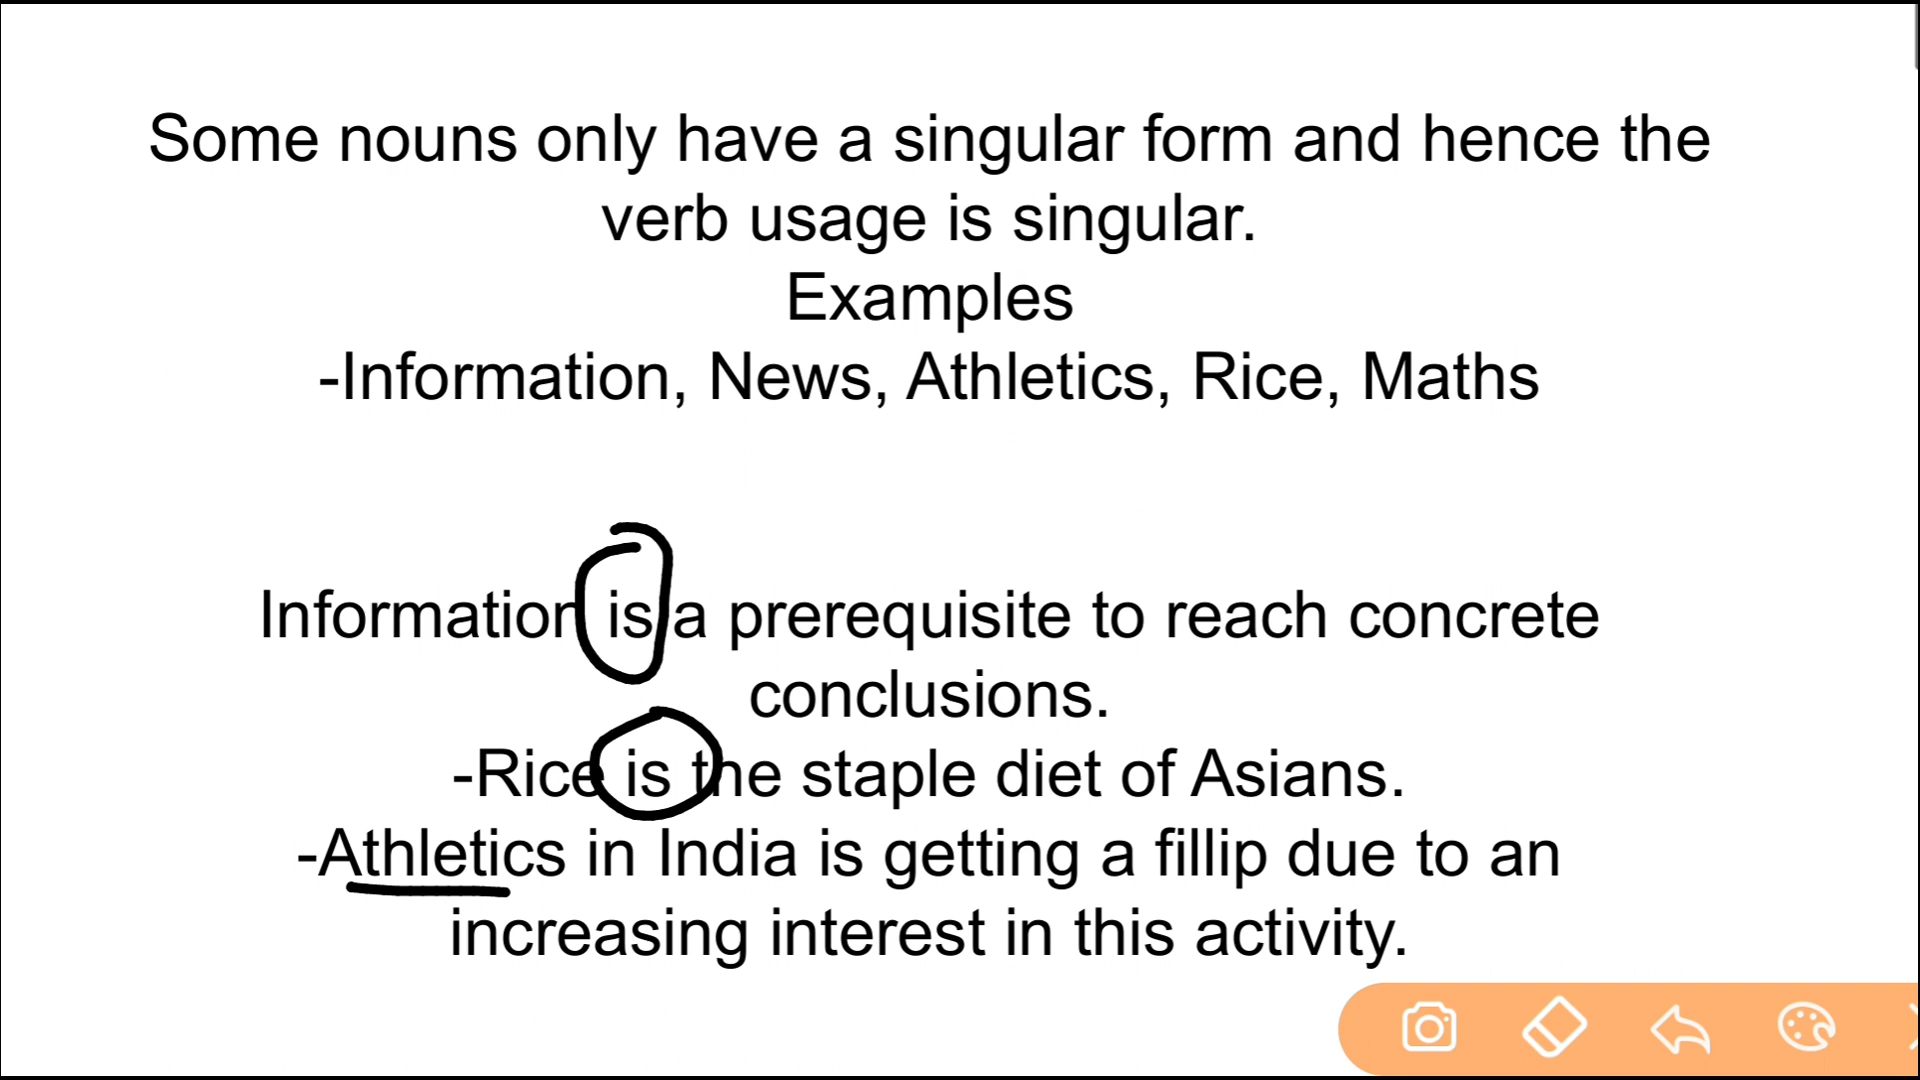 Some nouns only have a singular form and hence the
verb usage is singular.
Examples
-Information, News, Athletics, Rice, Maths
Information is a prerequisite to reach concrete
conclusions.
-Rice is the staple diet of Asians.
-Athletics in India is getting a fillip due to an
increasing interest in this activity.